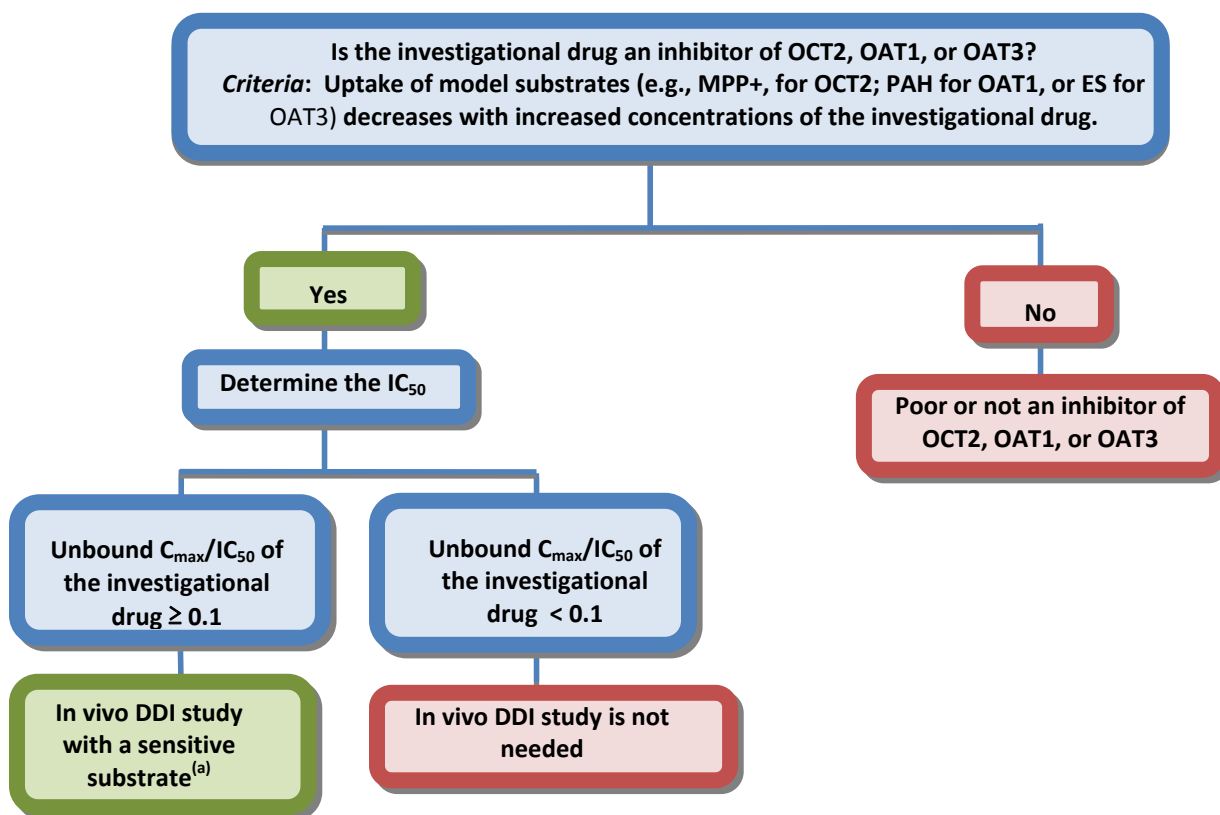 Is the investigational drug an inhibitor of OCT2, OAT1, or OAT3?
Criteria: Uptake of model substrates (e.g., MPP+, for OCT2; PAH for OAT1, or ES for
OAT3) decreases with increased concentrations of the investigational drug.
Yes
No
Determine the IC50
Poor or not an inhibitor of
OCT2, OAT1, or OAT3
Unbound Cmax/IC50 of
the investigational
drug ≥ 0.1
Unbound Cmax/IC50 of
the investigational
drug < 0.1
In vivo DDI study
with a sensitive
substrate(a)
In vivo DDI study is not
needed